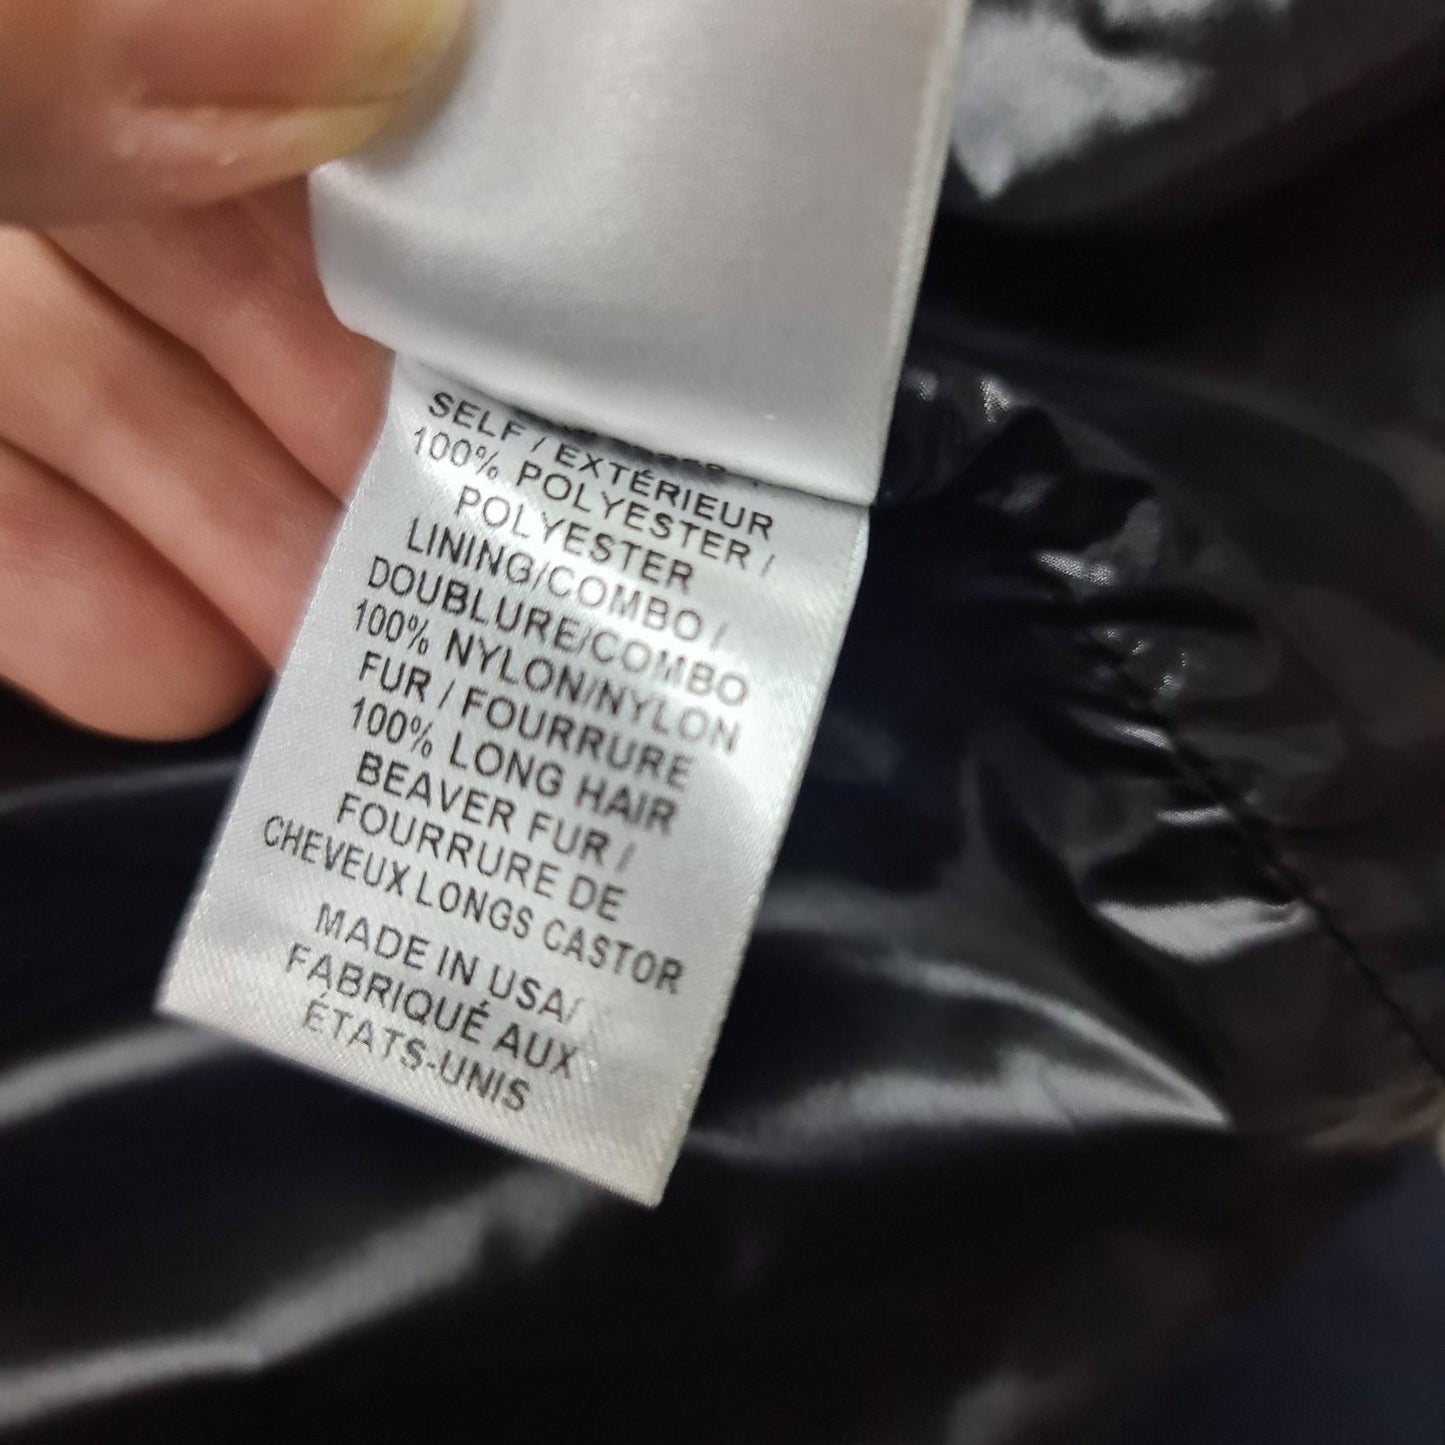 SELF / EXTÉRIEUR
100% POLYESTER /
POLYESTER
LINING/COMBO /
DOUBLURE/COMBO
100% NYLON/NYLON
FUR / FOURRURE
100% LONG HAIR
BEAVER FUR /
FOURRURE DE
CHEVEUX LONGS CASTOR
MADE IN USA/
FABRIQUÉ AUX
ÉTATS-UNIS